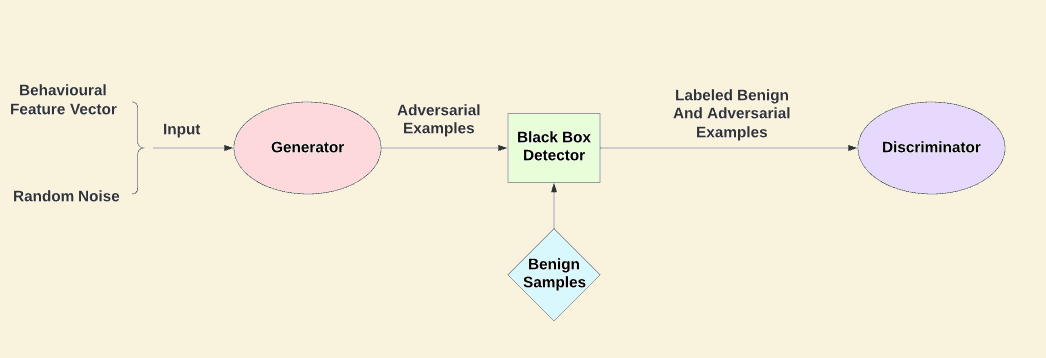 Behavioural
Feature Vector
Random Noise
Input
Generator
Adversarial
Examples
Black Box
Detector
Benign
Samples
Labeled Benign
And Adversarial
Examples
Discriminator